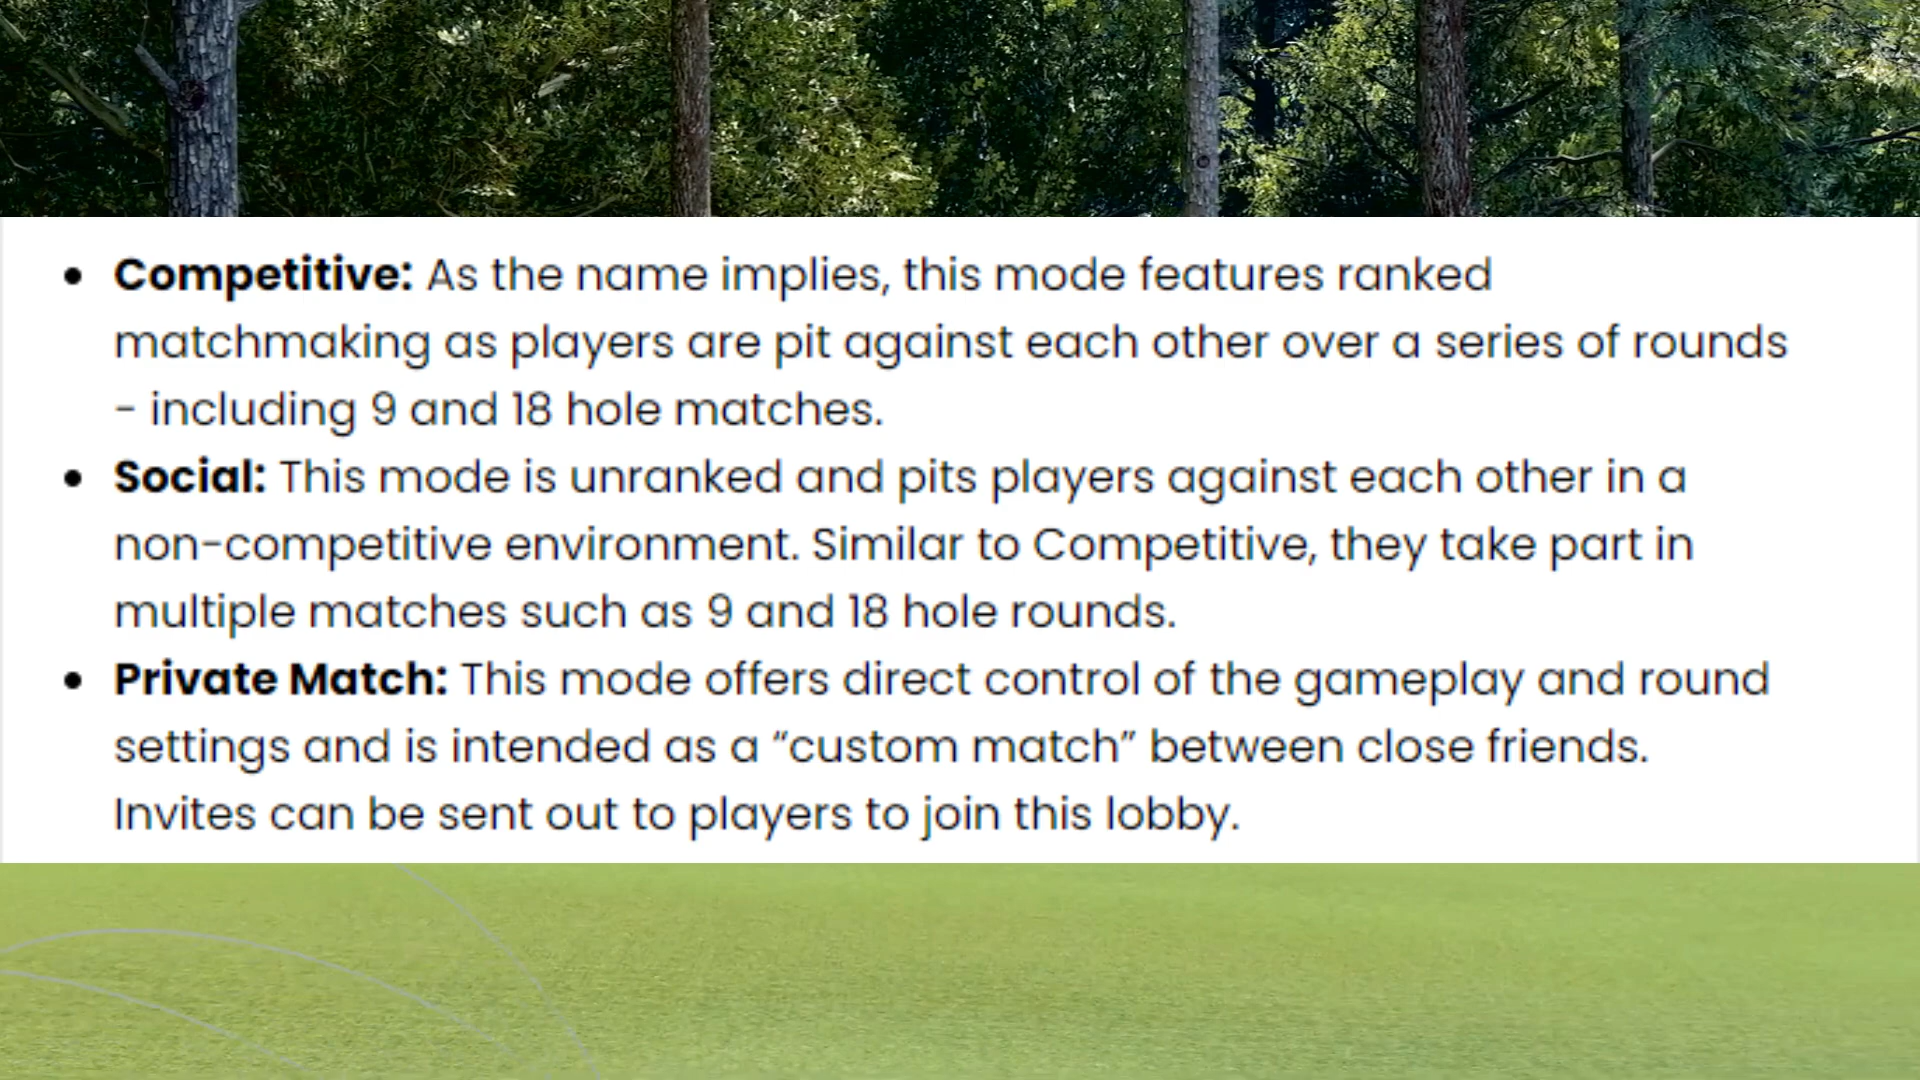 • Competitive: As the name implies, this mode features ranked
matchmaking as players are pit against each other over a series of rounds
- including 9 and 18 hole matches.
• Social: This mode is unranked and pits players against each other in a
non-competitive environment. Similar to Competitive, they take part in
multiple matches such as 9 and 18 hole rounds.
• Private Match: This mode offers direct control of the gameplay and round
settings and is intended as a “custom match” between close friends.
Invites can be sent out to players to join this lobby.